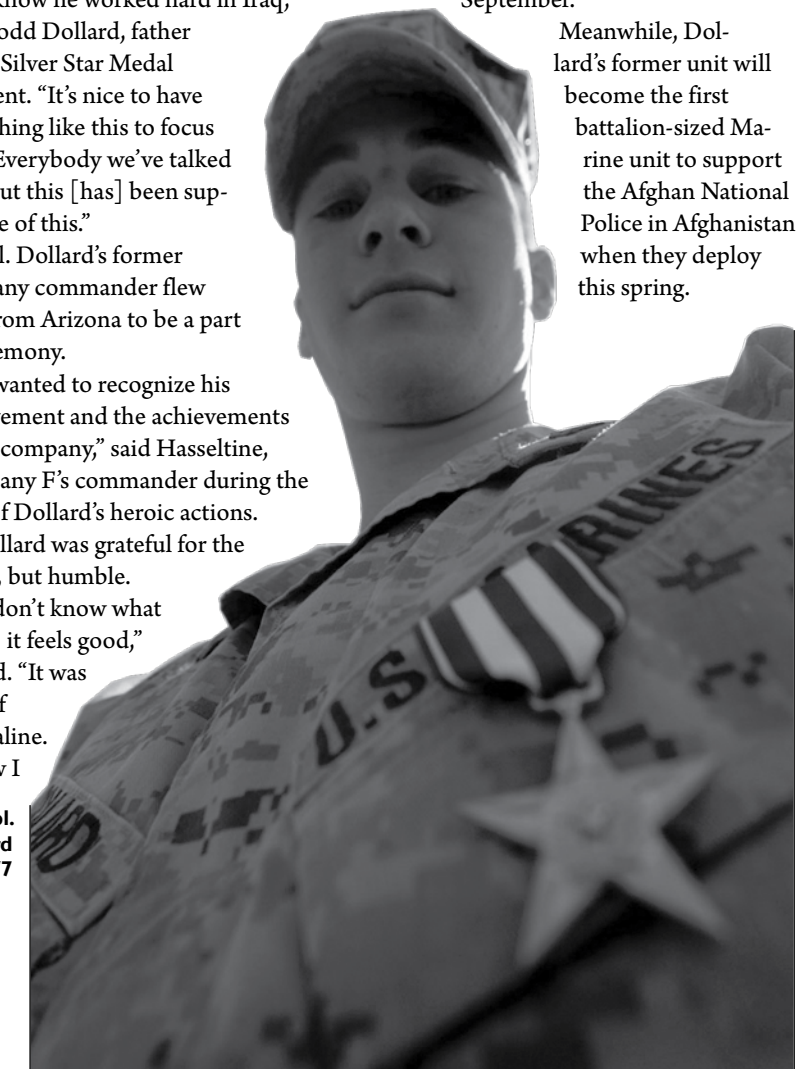 know he worked hard in Iraq,
odd Dollard, father
Silver Star Medal
ent. “It’s nice to have
hing like this to focus
Everybody we’ve talked
ut this [has] been sup-
e of this.”
l. Dollard’s former
any commander flew
rom Arizona to be a part
emony.
wanted to recognize his
vement and the achievements
company,” said Hasseltine,
any F’s commander during the
f Dollard’s heroic actions.
llard was grateful for the
, but humble.
don’t know what
it feels good,”
d. “It was
f
aline.
w I
pl.
rd
/7
September.
Meanwhile, Dol-
lard’s former unit will
become the first
battalion-sized Ma-
rine unit to support
the Afghan National
Police in Afghanistan
when they deploy
this spring.
U.S
RINES